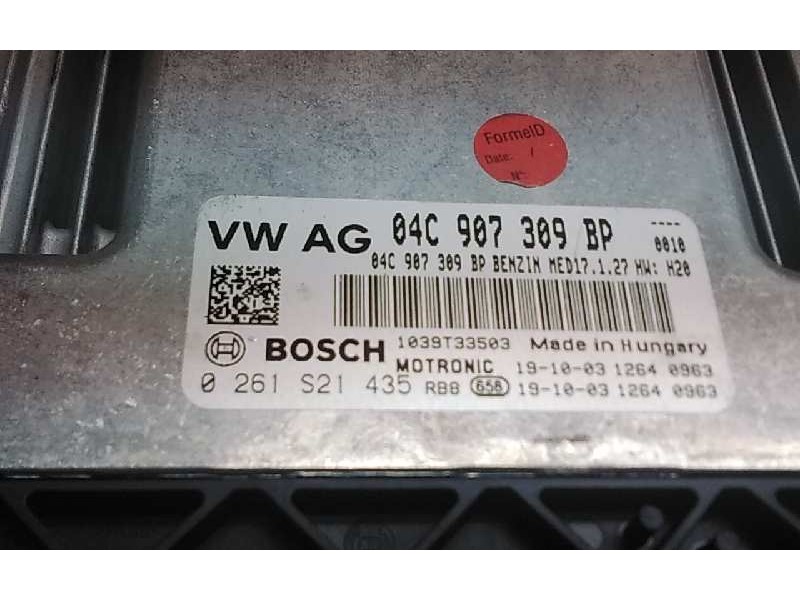 FormelD
Date: /
N°:
VW AG 04C 907 309 BP ----
0010
04C 907 309 BP BENZIN MED17.1.27 HW: H20
BOSCH 1039T33503 Made in Hungary
MOTRONIC 19-10-03 1264 0963
0 261 S21 435 RBB 656 19-10-03 1264 0963